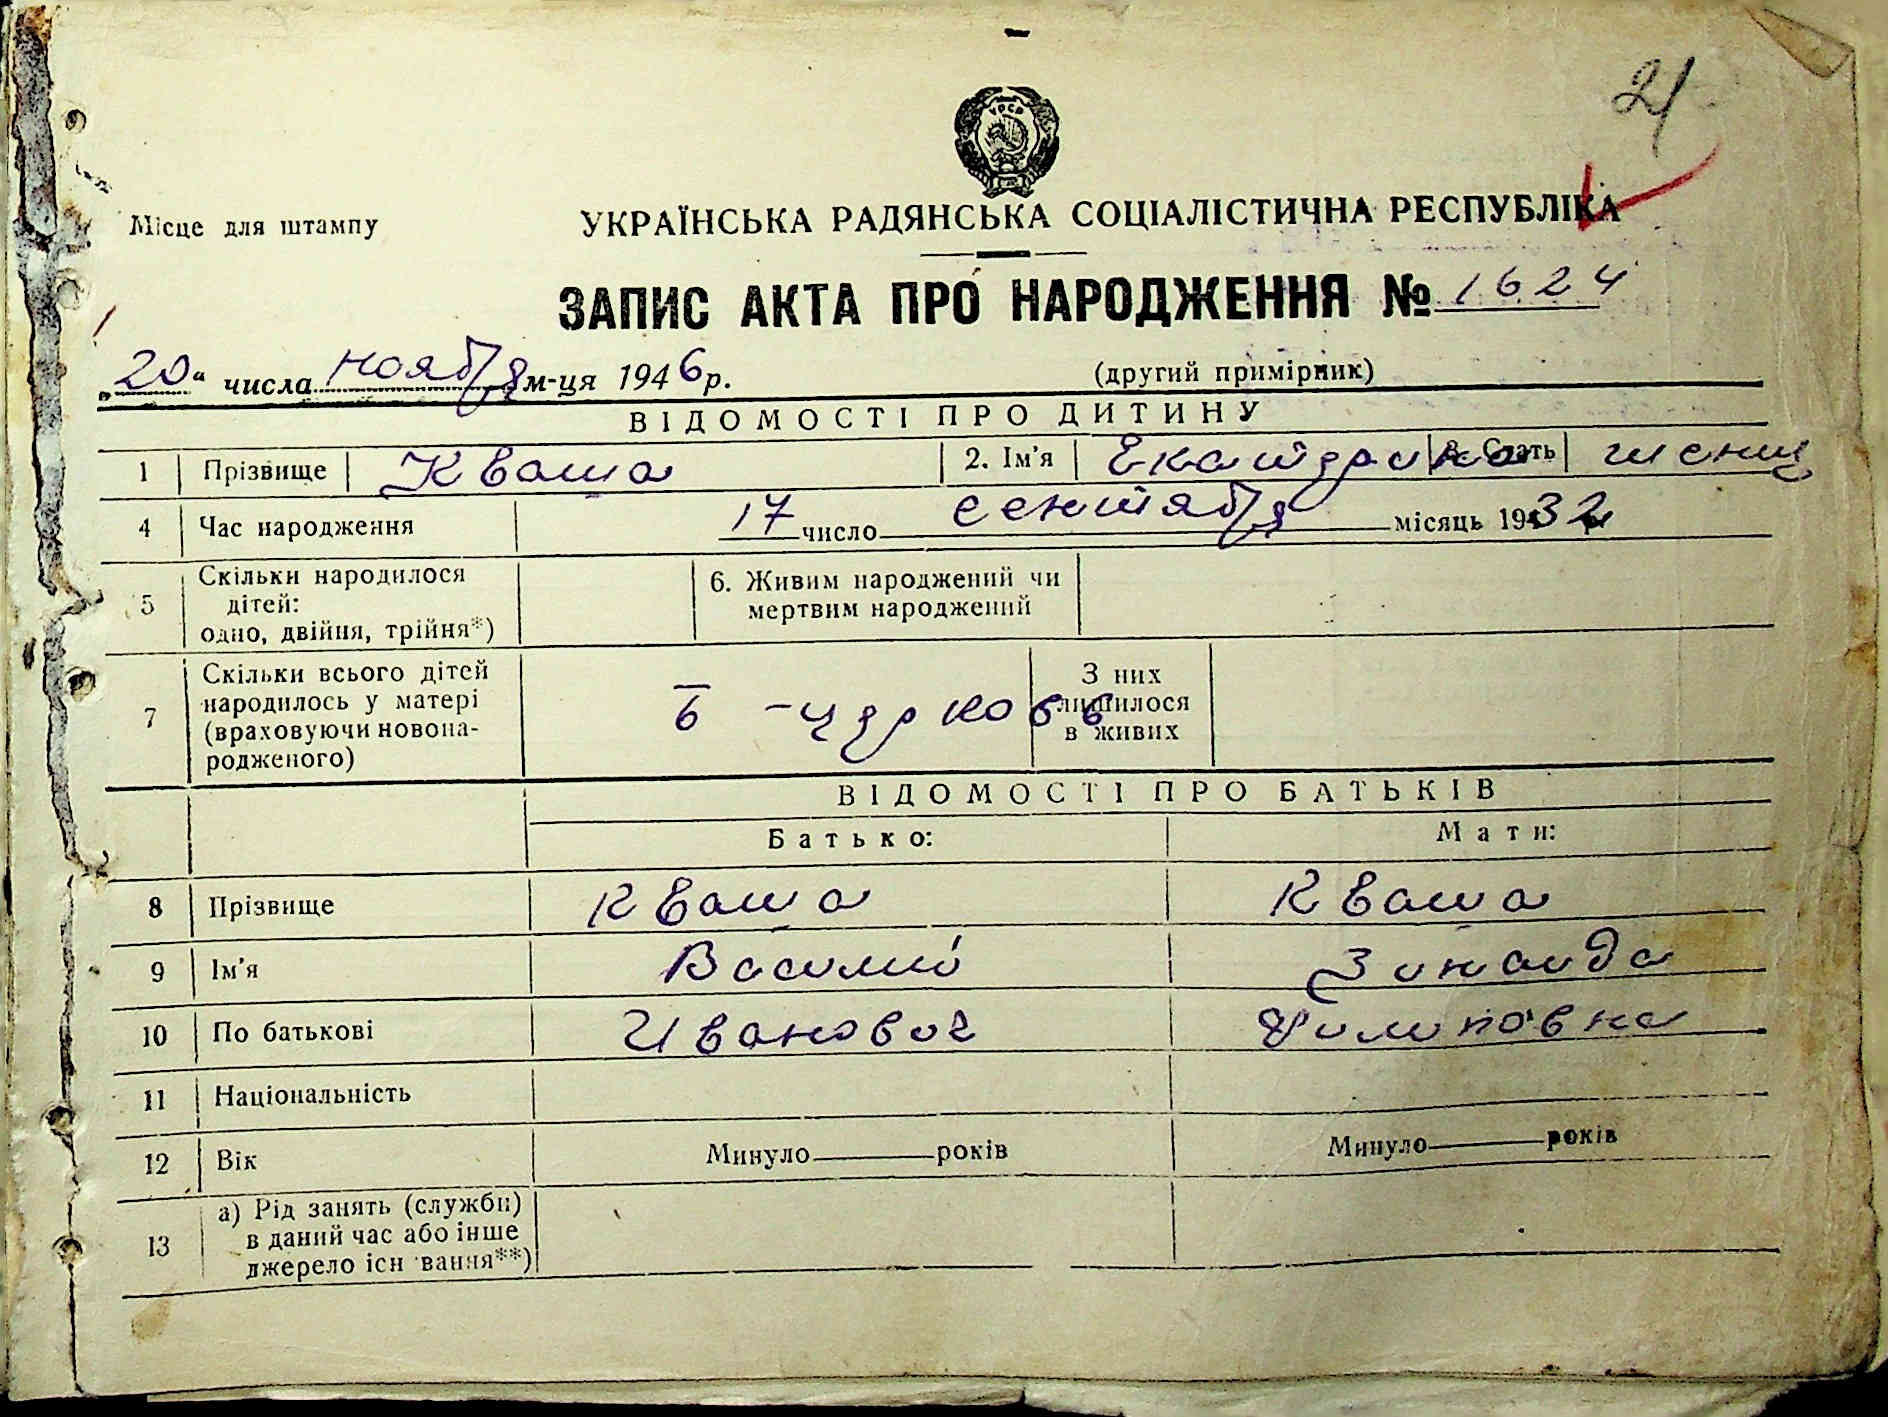 21
УРСР
Місце для штампу
УКРАЇНСЬКА РАДЯНСЬКА СОЦІАЛІСТИЧНА РЕСПУБЛІКА
ЗАПИС АКТА ПРО НАРОДЖЕННЯ № 1624
„20“ числа ноября м-ця 1946 р. (другий примірник)
ВІДОМОСТІ ПРО ДИТИНУ
1 Прізвище Кваша 2. Ім'я Екатерина 3. Стать женщ
4 Час народження 17 число сентября місяць 1932
5 Скільки народилося дітей: одно, двійня, трійня*) 6. Живим народжений чи мертвим народжений
7 Скільки всього дітей народилось у матері (враховуючи новонародженого) З них лишилося в живих
ВІДОМОСТІ ПРО БАТЬКІВ
Батько: Мати:
8 Прізвище Кваша Кваша
9 Ім'я Василий Зинаида
10 По батькові Иванович Филиповна
11 Національність
12 Вік Минуло років Минуло років
13 а) Рід занять (служби) в даний час або інше джерело існування**)